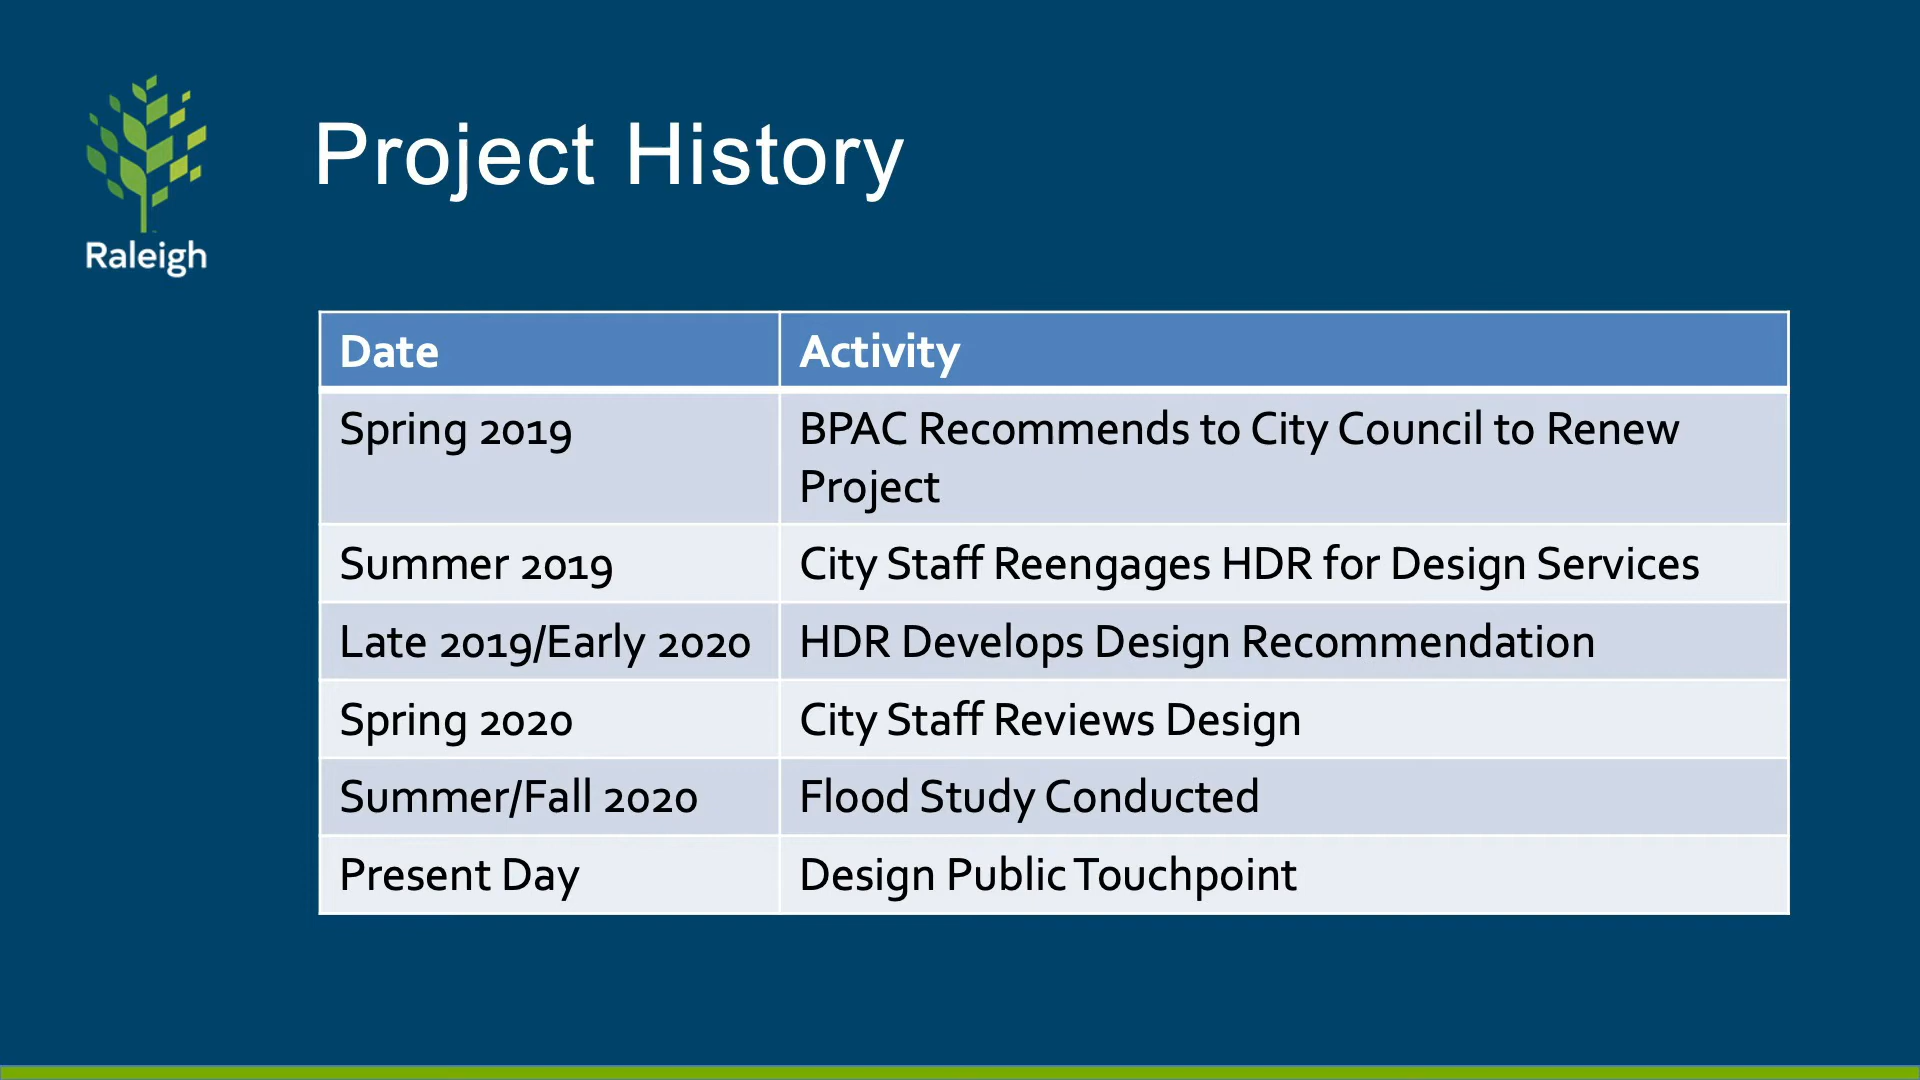 Raleigh
Project History
Date Activity
Spring 2019 BPAC Recommends to City Council to Renew
Project
Summer 2019 City Staff Reengages HDR for Design Services
Late 2019/Early 2020 HDR Develops Design Recommendation
Spring 2020 City Staff Reviews Design
Summer/Fall 2020 Flood Study Conducted
Present Day Design Public Touchpoint